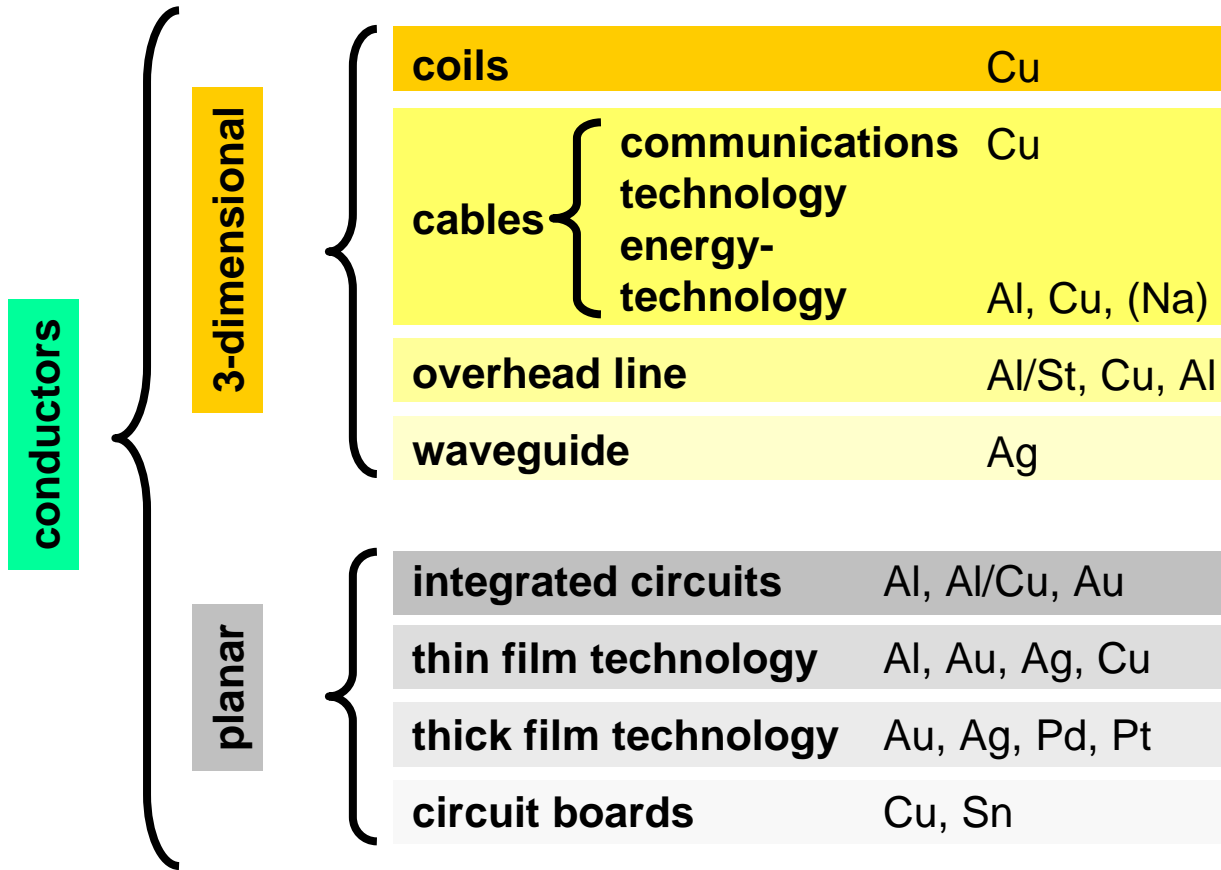 conductors
3-dimensional
coils Cu
cables
communications Cu
technology
energy-
technology Al, Cu, (Na)
overhead line Al/St, Cu, Al
waveguide Ag
planar
integrated circuits Al, Al/Cu, Au
thin film technology Al, Au, Ag, Cu
thick film technology Au, Ag, Pd, Pt
circuit boards Cu, Sn